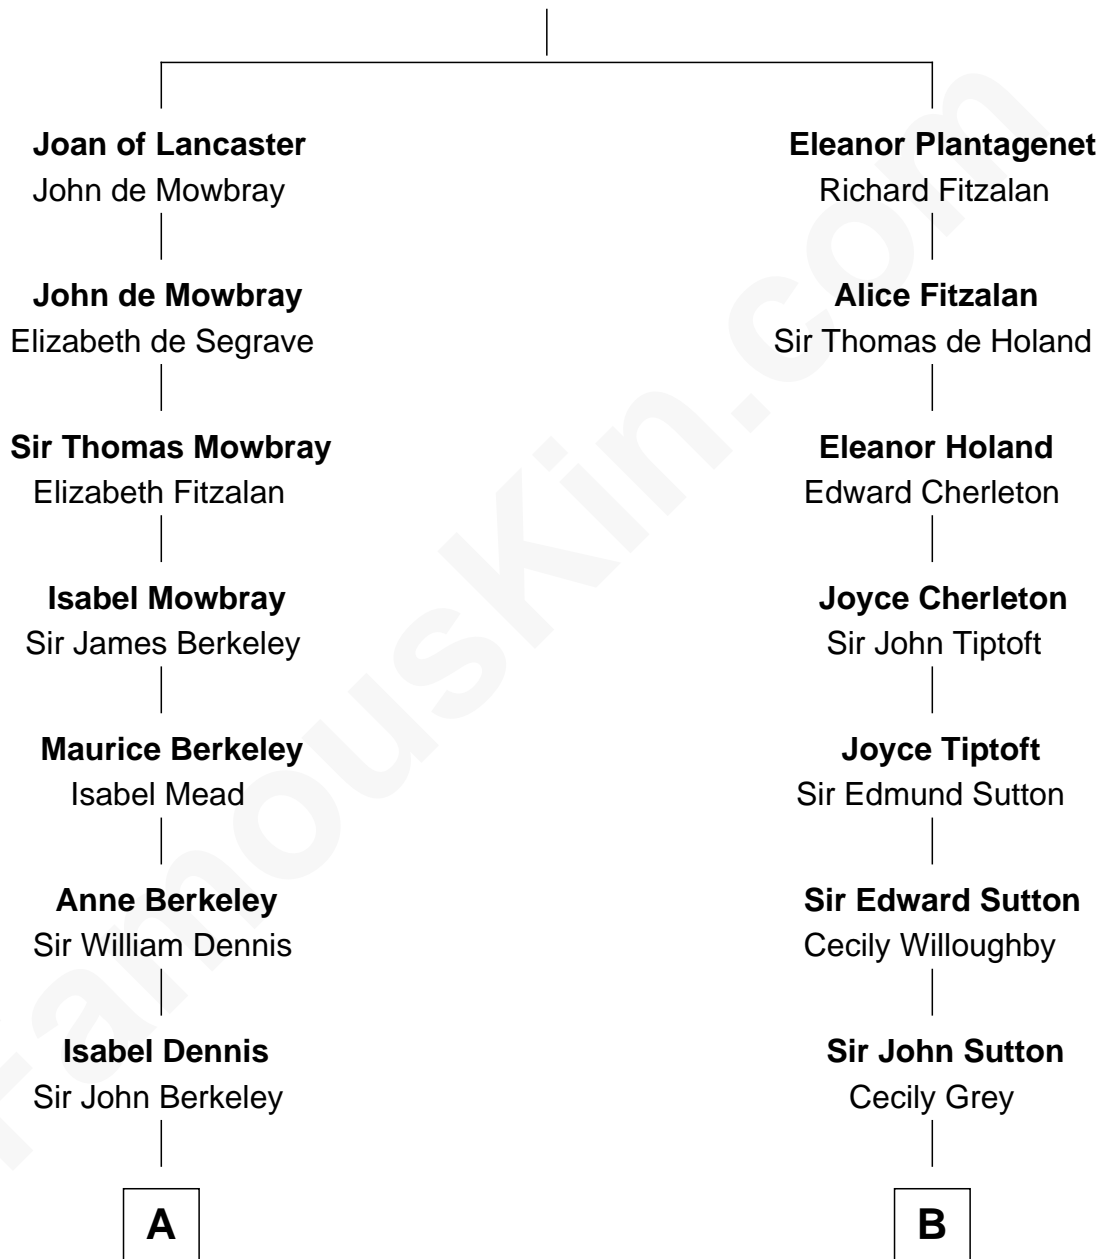 Joan of Lancaster
John de Mowbray
John de Mowbray
Elizabeth de Segrave
Sir Thomas Mowbray
Elizabeth Fitzalan
Isabel Mowbray
Sir James Berkeley
Maurice Berkeley
Isabel Mead
Anne Berkeley
Sir William Dennis
Isabel Dennis
Sir John Berkeley
A
Eleanor Plantagenet
Richard Fitzalan
Alice Fitzalan
Sir Thomas de Holand
Eleanor Holand
Edward Cherleton
Joyce Cherleton
Sir John Tiptoft
Joyce Tiptoft
Sir Edmund Sutton
Sir Edward Sutton
Cecily Willoughby
Sir John Sutton
Cecily Grey
B
FamousKin.com